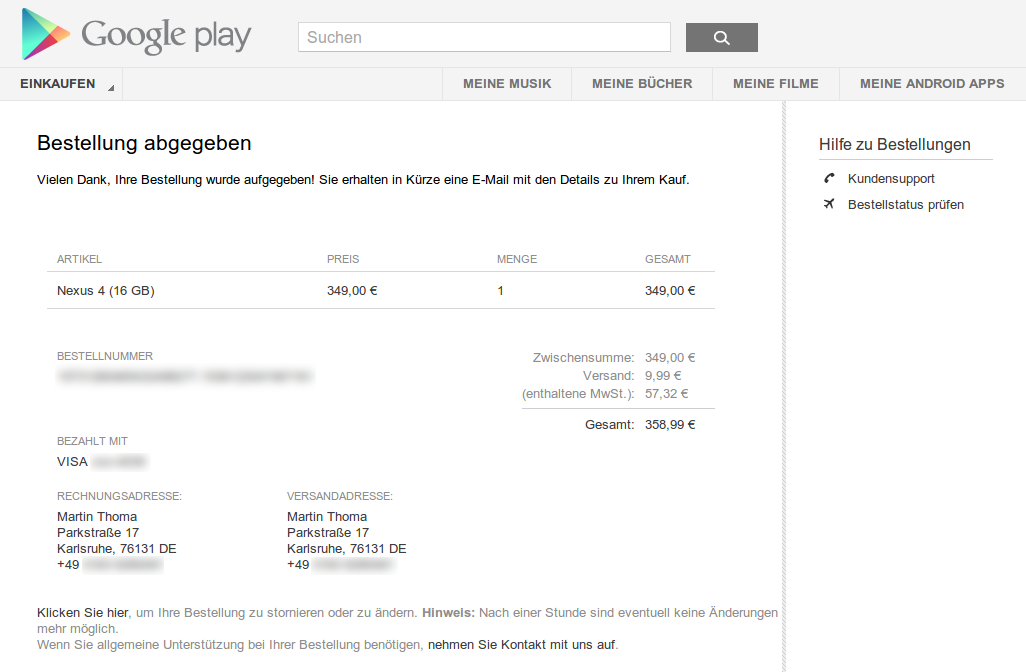 Google play
Suchen
EINKAUFEN
MEINE MUSIK
MEINE BÜCHER
MEINE FILME
MEINE ANDROID APPS
Bestellung abgegeben
Vielen Dank, Ihre Bestellung wurde aufgegeben! Sie erhalten in Kürze eine E-Mail mit den Details zu Ihrem Kauf.
Hilfe zu Bestellungen
Kundensupport
Bestellstatus prüfen
ARTIKEL PREIS MENGE GESAMT
Nexus 4 (16 GB) 349,00 € 1 349,00 €
BESTELLNUMMER
Zwischensumme: 349,00 €
Versand: 9,99 €
(enthaltene MwSt.): 57,32 €
Gesamt: 358,99 €
BEZAHLT MIT
VISA
RECHNUNGSADRESSE:
Martin Thoma
Parkstraße 17
Karlsruhe, 76131 DE
+49
VERSANDADRESSE:
Martin Thoma
Parkstraße 17
Karlsruhe, 76131 DE
+49
Klicken Sie hier, um Ihre Bestellung zu stornieren oder zu ändern. Hinweis: Nach einer Stunde sind eventuell keine Änderungen
mehr möglich.
Wenn Sie allgemeine Unterstützung bei Ihrer Bestellung benötigen, nehmen Sie Kontakt mit uns auf.